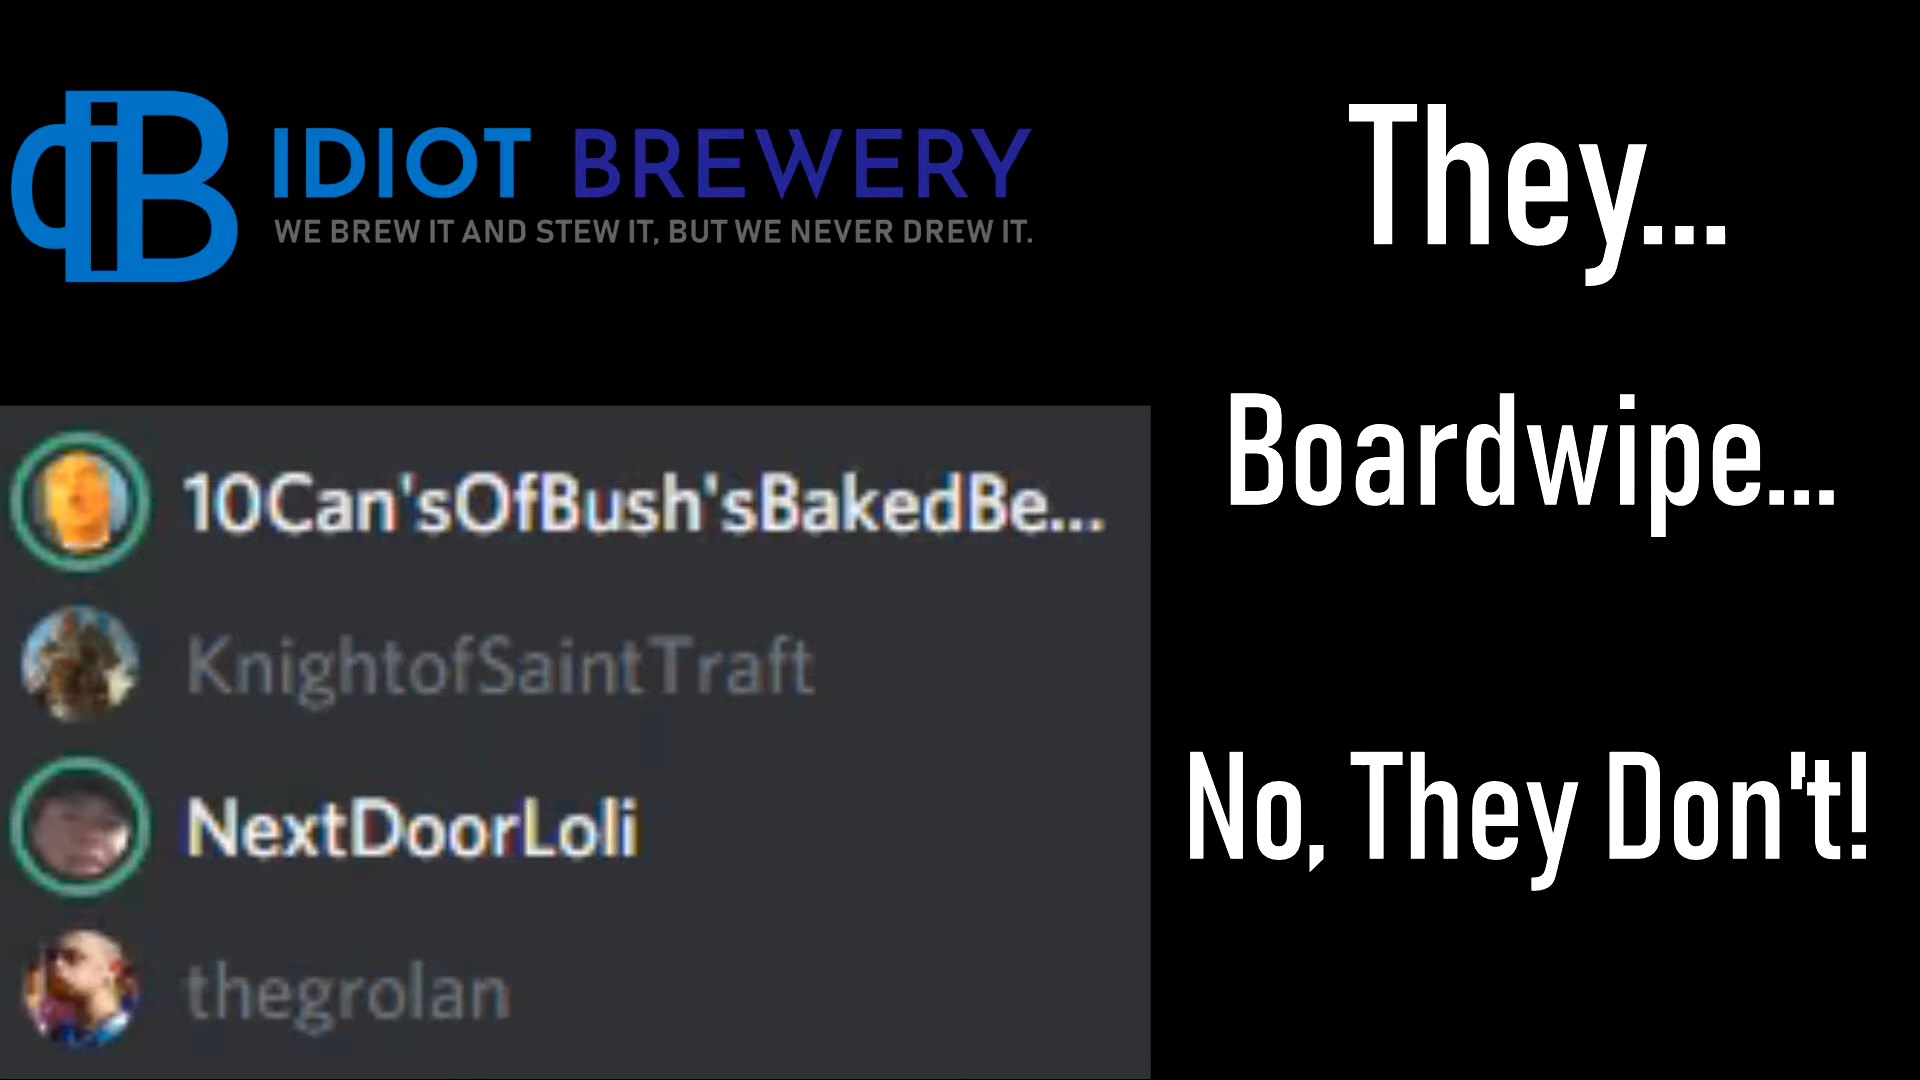 iB
IDIOT BREWERY
WE BREW IT AND STEW IT, BUT WE NEVER DREW IT.
10Can'sOfBush'sBakedBe...
KnightofSaintTraft
NextDoorLoli
thegrolan
They...
Boardwipe...
No, They Don't!